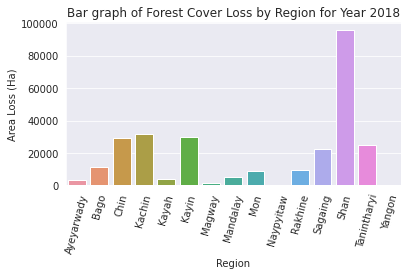 Bar graph of Forest Cover Loss by Region for Year 2018
Area Loss (Ha)
100000
80000
60000
40000
20000
0
Ayeyarwady
Bago
Chin
Kachin
Kayah
Kayin
Magway
Mandalay
Mon
Naypyitaw
Rakhine
Sagaing
Shan
Tanintharyi
Yangon
Region